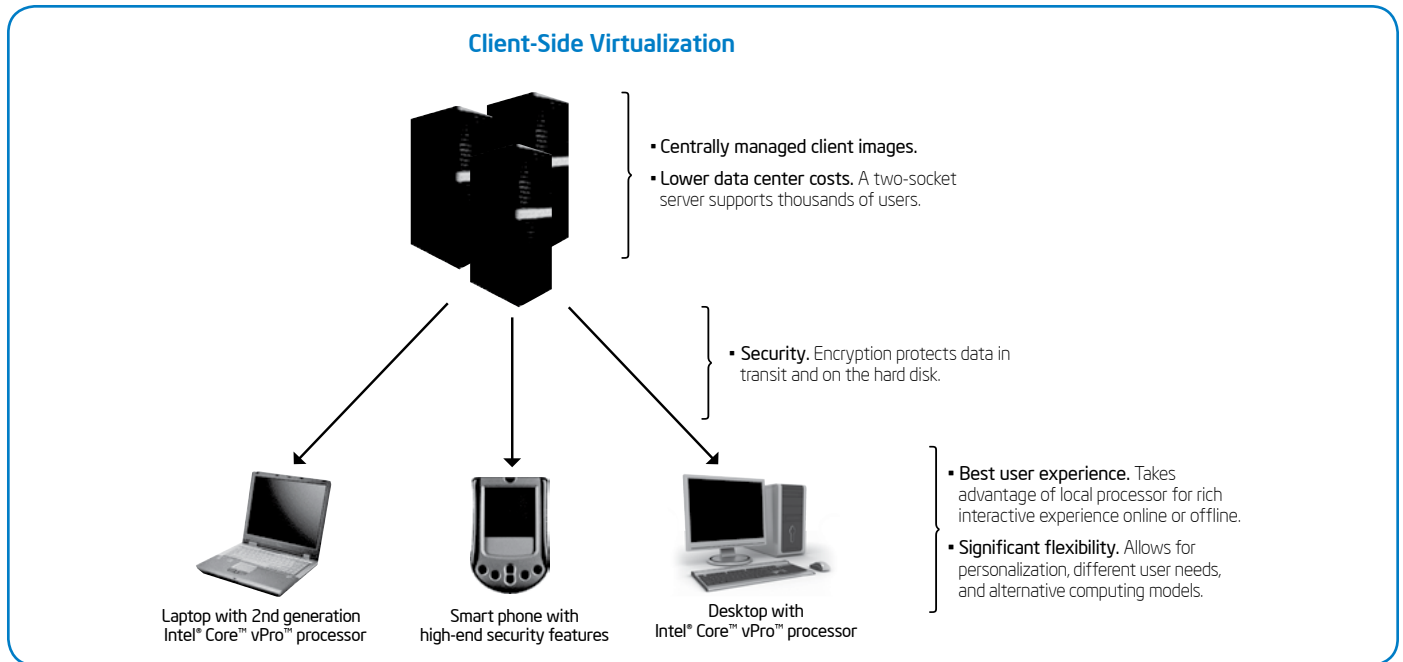 Client-Side Virtualization
▪ Centrally managed client images.
▪ Lower data center costs. A two-socket
server supports thousands of users.
▪ Security. Encryption protects data in
transit and on the hard disk.
▪ Best user experience. Takes
advantage of local processor for rich
interactive experience online or offline.
▪ Significant flexibility. Allows for
personalization, different user needs,
and alternative computing models.
Laptop with 2nd generation
Intel® Core™ vPro™ processor
Smart phone with
high-end security features
Desktop with
Intel® Core™ vPro™ processor